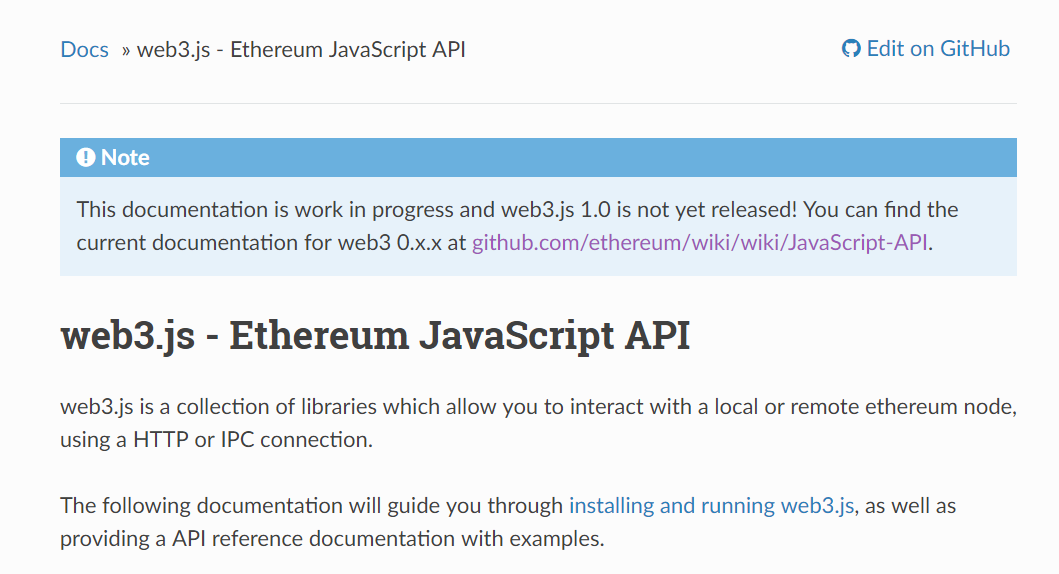 Docs » web3.js - Ethereum JavaScript API
Edit on GitHub
Note
This documentation is work in progress and web3.js 1.0 is not yet released! You can find the
current documentation for web3 0.x.x at github.com/ethereum/wiki/wiki/JavaScript-API.
web3.js - Ethereum JavaScript API
web3.js is a collection of libraries which allow you to interact with a local or remote ethereum node,
using a HTTP or IPC connection.
The following documentation will guide you through installing and running web3.js, as well as
providing a API reference documentation with examples.